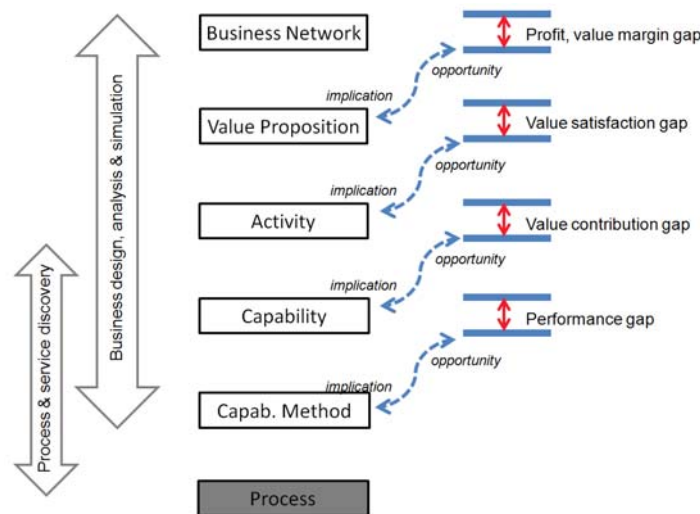 Business Network
Profit, value margin gap
opportunity
implication
Value Proposition
Value satisfaction gap
opportunity
implication
Activity
Value contribution gap
opportunity
implication
Capability
Performance gap
opportunity
implication
Capab. Method
Process
Business design, analysis & simulation
Process & service discovery